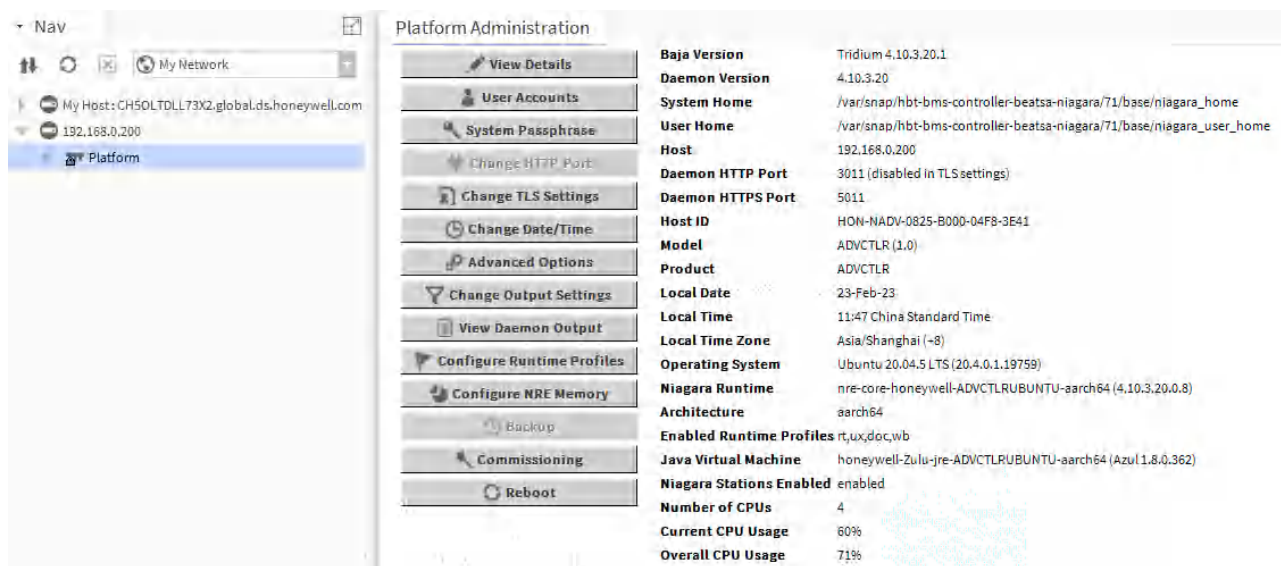 Nav
My Network
My Host: CH5OLTDLL73X2.global.ds.honeywell.com
192.168.0.200
Platform
Platform Administration
View Details
User Accounts
System Passphrase
Change HTTP Port
Change TLS Settings
Change Date/Time
Advanced Options
Change Output Settings
View Daemon Output
Configure Runtime Profiles
Configure NRE Memory
Backup
Commissioning
Reboot
Baja Version Tridium 4.10.3.20.1
Daemon Version 4.10.3.20
System Home /var/snap/hbt-bms-controller-beatsa-niagara/71/base/niagara_home
User Home /var/snap/hbt-bms-controller-beatsa-niagara/71/base/niagara_user_home
Host 192.168.0.200
Daemon HTTP Port 3011 (disabled in TLS settings)
Daemon HTTPS Port 5011
Host ID HON-NADV-0825-B000-04F8-3E41
Model ADVCTLR (1.0)
Product ADVCTLR
Local Date 23-Feb-23
Local Time 11:47 China Standard Time
Local Time Zone Asia/Shanghai (+8)
Operating System Ubuntu 20.04.5 LTS (20.4.0.1.19759)
Niagara Runtime nre-core-honeywell-ADVCTLRUBUNTU-aarch64 (4.10.3.20.0.8)
Architecture aarch64
Enabled Runtime Profiles rt,ux,doc,wb
Java Virtual Machine honeywell-Zulu-jre-ADVCTLRUBUNTU-aarch64 (Azul 1.8.0.362)
Niagara Stations Enabled enabled
Number of CPUs 4
Current CPU Usage 60%
Overall CPU Usage 71%